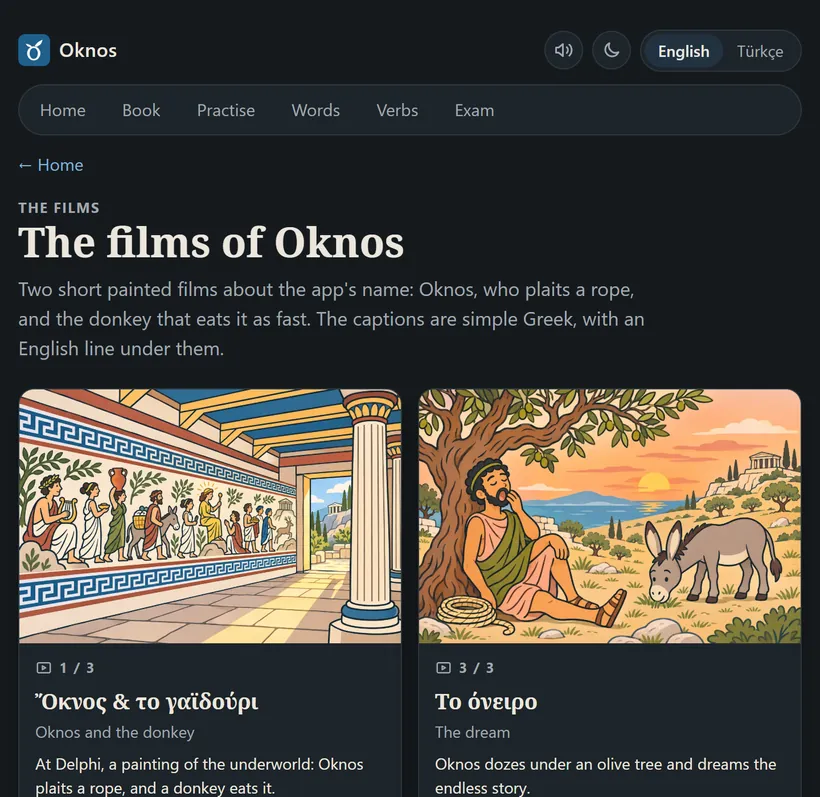 Oknos
English
Türkçe
Home
Book
Practise
Words
Verbs
Exam
← Home
THE FILMS
The films of Oknos
Two short painted films about the app's name: Oknos, who plaits a rope,
and the donkey that eats it as fast. The captions are simple Greek, with an
English line under them.
1 / 3
Ὄκνος & το γαϊδούρι
Oknos and the donkey
At Delphi, a painting of the underworld: Oknos
plaits a rope, and a donkey eats it.
3 / 3
Το όνειρο
The dream
Oknos dozes under an olive tree and dreams the
endless story.